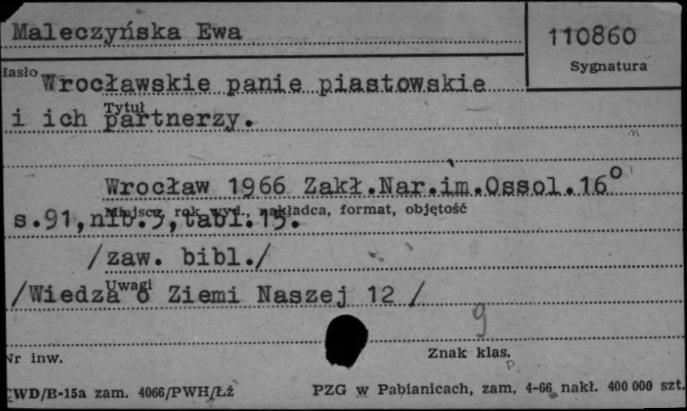 Maleczyńska Ewa
110860
Hasło
Sygnatura
Wrocławskie panie piastowskie
Tytuł
i ich partnerzy.
Wrocław 1966 Zakł.Nar.im.Ossol.16°
Miejsce, rok wyd., nakładca, format, objętość
s.91,nlb.5,tabl.15.
/zaw. bibl./
Uwagi
/Wiedza o Ziemi Naszej 12 /
g
Nr inw.
Znak klas.
CWD/B-15a zam. 4066/PWH/Łź
PZG w Pabianicach, zam. 4-66 nakł. 400 000 szt.